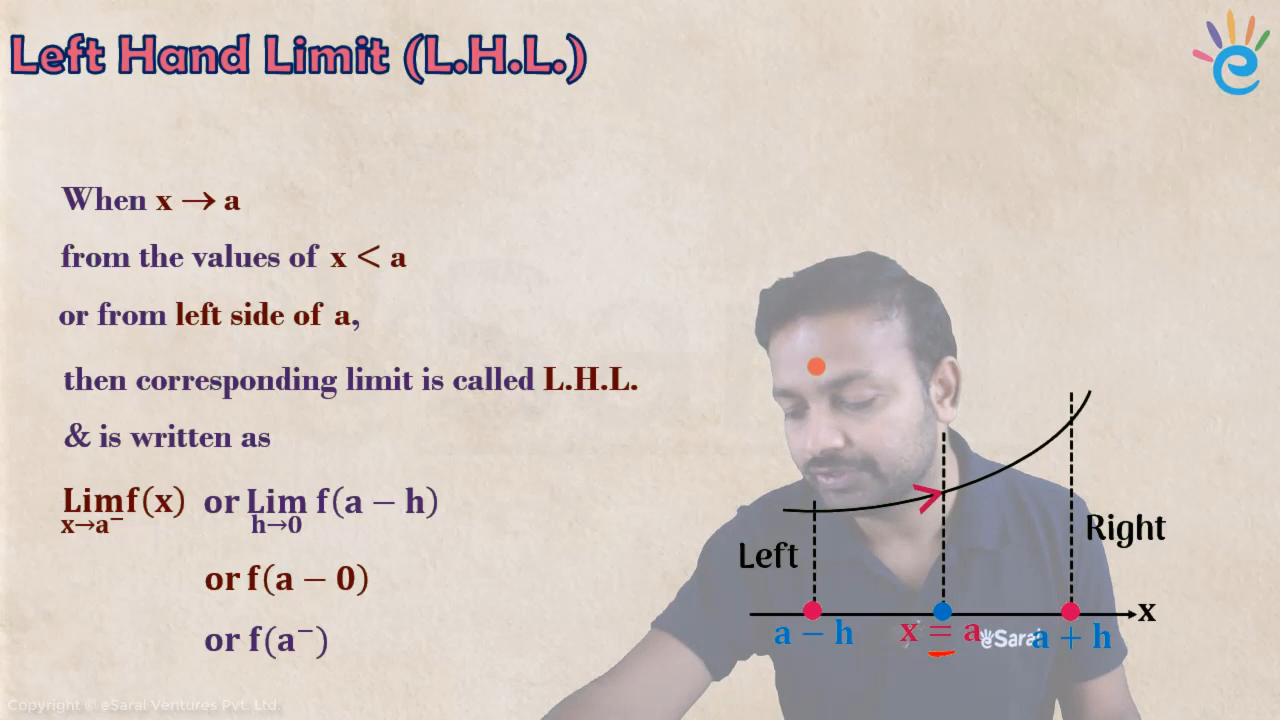 Left Hand Limit (L.H.L.)
When x → a
from the values of x < a
or from left side of a,
then corresponding limit is called L.H.L.
& is written as
Lim f(x) or Lim f(a − h)
x→a⁻ h→0
or f(a − 0)
or f(a⁻)
Left
Right
x
a − h x = a a + h
eSaral
Copyright © eSaral Ventures Pvt. Ltd.